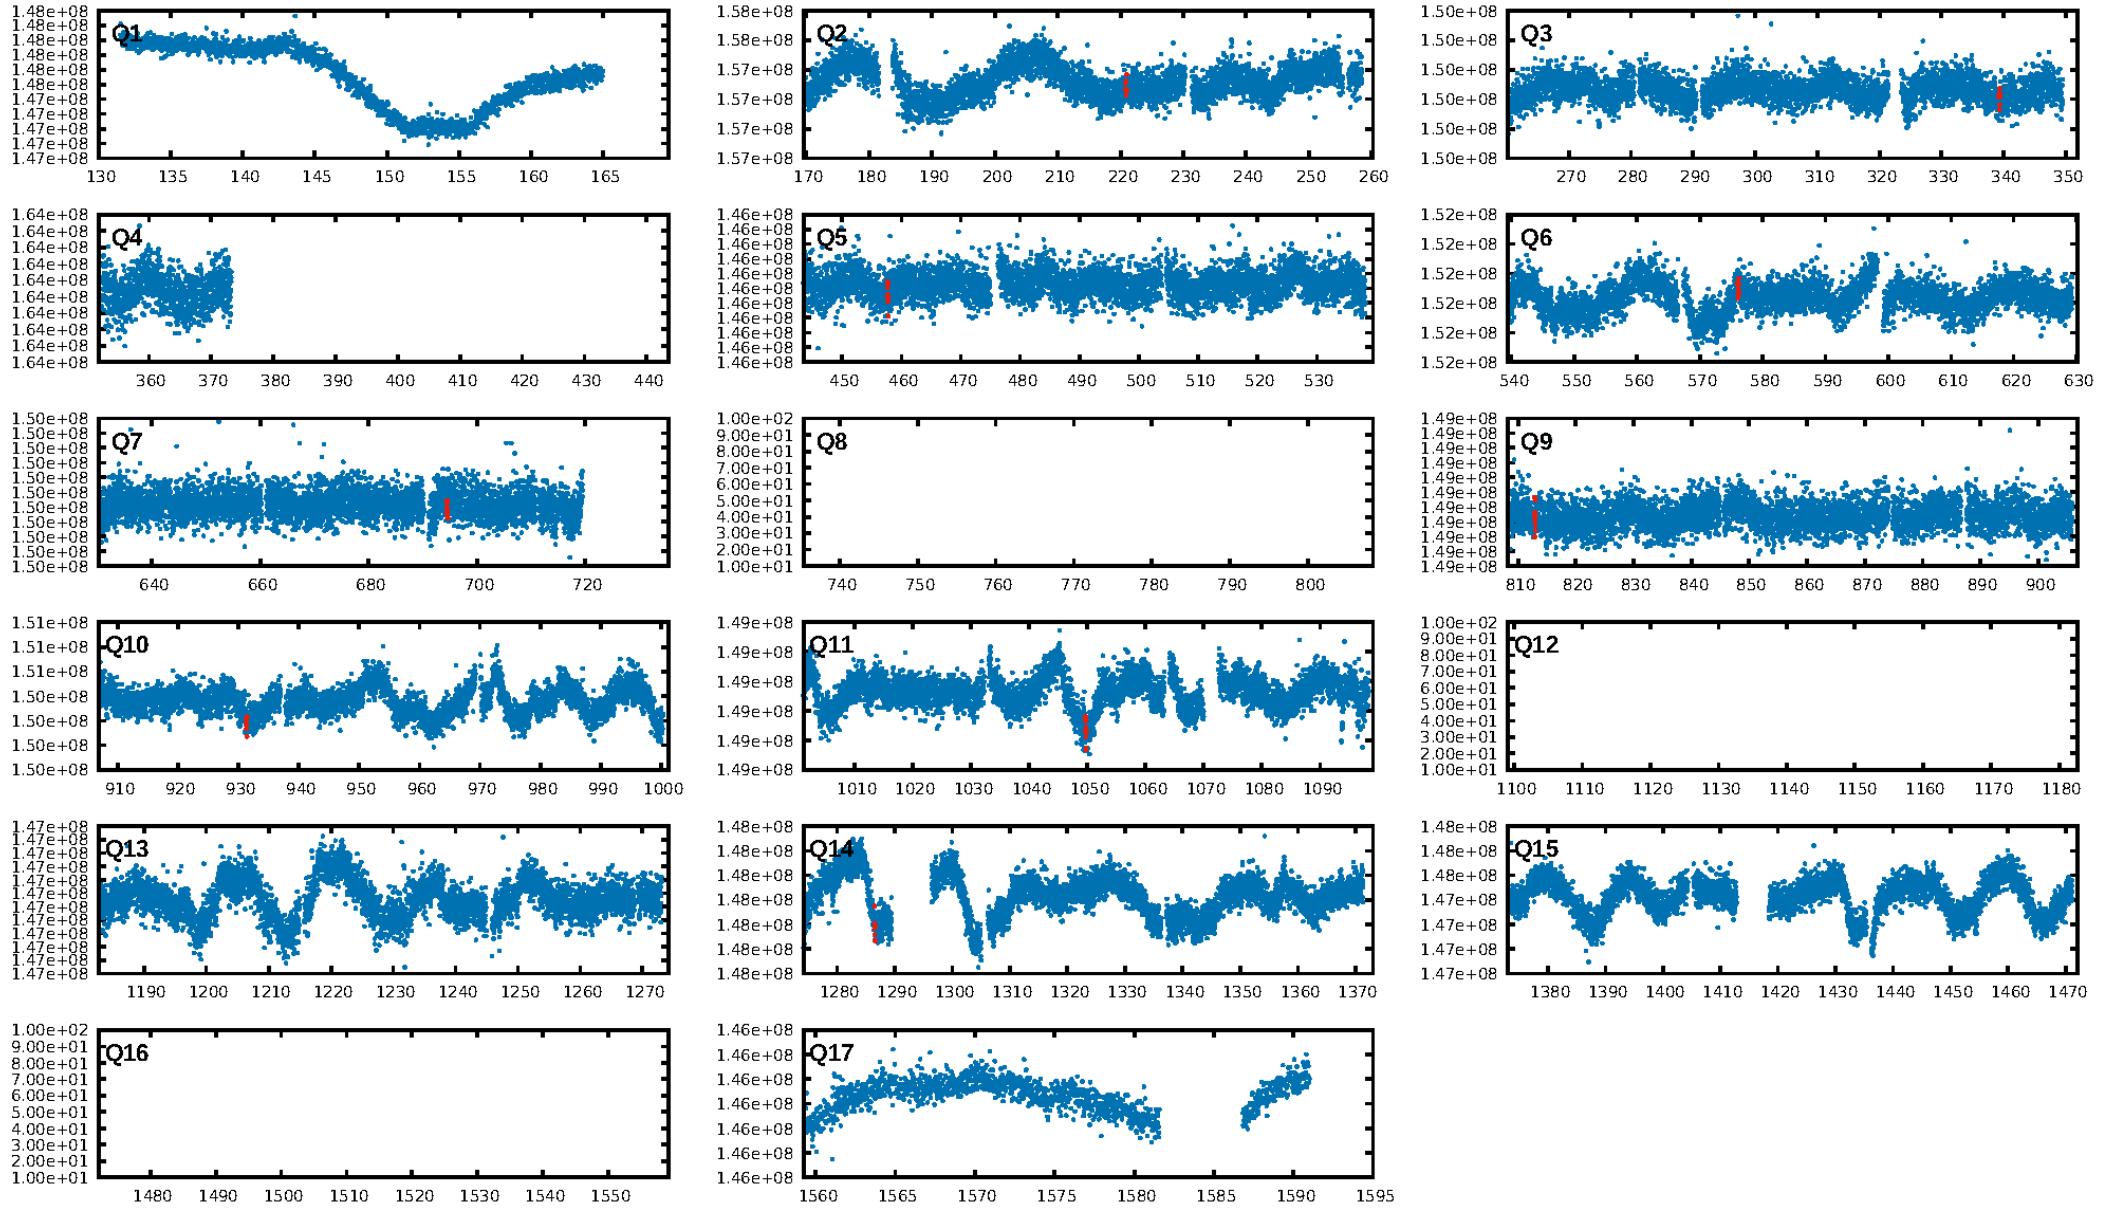 Q1
1.48e+08
1.48e+08
1.48e+08
1.48e+08
1.48e+08
1.48e+08
1.47e+08
1.47e+08
1.47e+08
1.47e+08
1.47e+08
130 135 140 145 150 155 160 165
Q2
1.58e+08
1.58e+08
1.57e+08
1.57e+08
1.57e+08
1.57e+08
170 180 190 200 210 220 230 240 250 260
Q3
1.50e+08
1.50e+08
1.50e+08
1.50e+08
1.50e+08
1.50e+08
270 280 290 300 310 320 330 340 350
Q4
1.64e+08
1.64e+08
1.64e+08
1.64e+08
1.64e+08
1.64e+08
1.64e+08
1.64e+08
1.64e+08
1.64e+08
360 370 380 390 400 410 420 430 440
Q5
1.46e+08
1.46e+08
1.46e+08
1.46e+08
1.46e+08
1.46e+08
1.46e+08
1.46e+08
1.46e+08
1.46e+08
1.46e+08
450 460 470 480 490 500 510 520 530
Q6
1.52e+08
1.52e+08
1.52e+08
1.52e+08
1.52e+08
1.52e+08
540 550 560 570 580 590 600 610 620 630
Q7
1.50e+08
1.50e+08
1.50e+08
1.50e+08
1.50e+08
1.50e+08
1.50e+08
1.50e+08
1.50e+08
1.50e+08
1.50e+08
640 660 680 700 720
Q8
1.00e+02
9.00e+01
8.00e+01
7.00e+01
6.00e+01
5.00e+01
4.00e+01
3.00e+01
2.00e+01
1.00e+01
740 750 760 770 780 790 800
Q9
1.49e+08
1.49e+08
1.49e+08
1.49e+08
1.49e+08
1.49e+08
1.49e+08
1.49e+08
1.49e+08
1.49e+08
1.49e+08
810 820 830 840 850 860 870 880 890 900
Q10
1.51e+08
1.51e+08
1.51e+08
1.50e+08
1.50e+08
1.50e+08
1.50e+08
910 920 930 940 950 960 970 980 990 1000
Q11
1.49e+08
1.49e+08
1.49e+08
1.49e+08
1.49e+08
1.49e+08
1010 1020 1030 1040 1050 1060 1070 1080 1090
Q12
1.00e+02
9.00e+01
8.00e+01
7.00e+01
6.00e+01
5.00e+01
4.00e+01
3.00e+01
2.00e+01
1.00e+01
1100 1110 1120 1130 1140 1150 1160 1170 1180
Q13
1.47e+08
1.47e+08
1.47e+08
1.47e+08
1.47e+08
1.47e+08
1.47e+08
1.47e+08
1.47e+08
1.47e+08
1.47e+08
1.47e+08
1190 1200 1210 1220 1230 1240 1250 1260 1270
Q14
1.48e+08
1.48e+08
1.48e+08
1.48e+08
1.48e+08
1.48e+08
1.48e+08
1280 1290 1300 1310 1320 1330 1340 1350 1360 1370
Q15
1.48e+08
1.48e+08
1.48e+08
1.47e+08
1.47e+08
1.47e+08
1.47e+08
1380 1390 1400 1410 1420 1430 1440 1450 1460 1470
Q16
1.00e+02
9.00e+01
8.00e+01
7.00e+01
6.00e+01
5.00e+01
4.00e+01
3.00e+01
2.00e+01
1.00e+01
1480 1490 1500 1510 1520 1530 1540 1550
Q17
1.46e+08
1.46e+08
1.46e+08
1.46e+08
1.46e+08
1.46e+08
1.46e+08
1560 1565 1570 1575 1580 1585 1590 1595